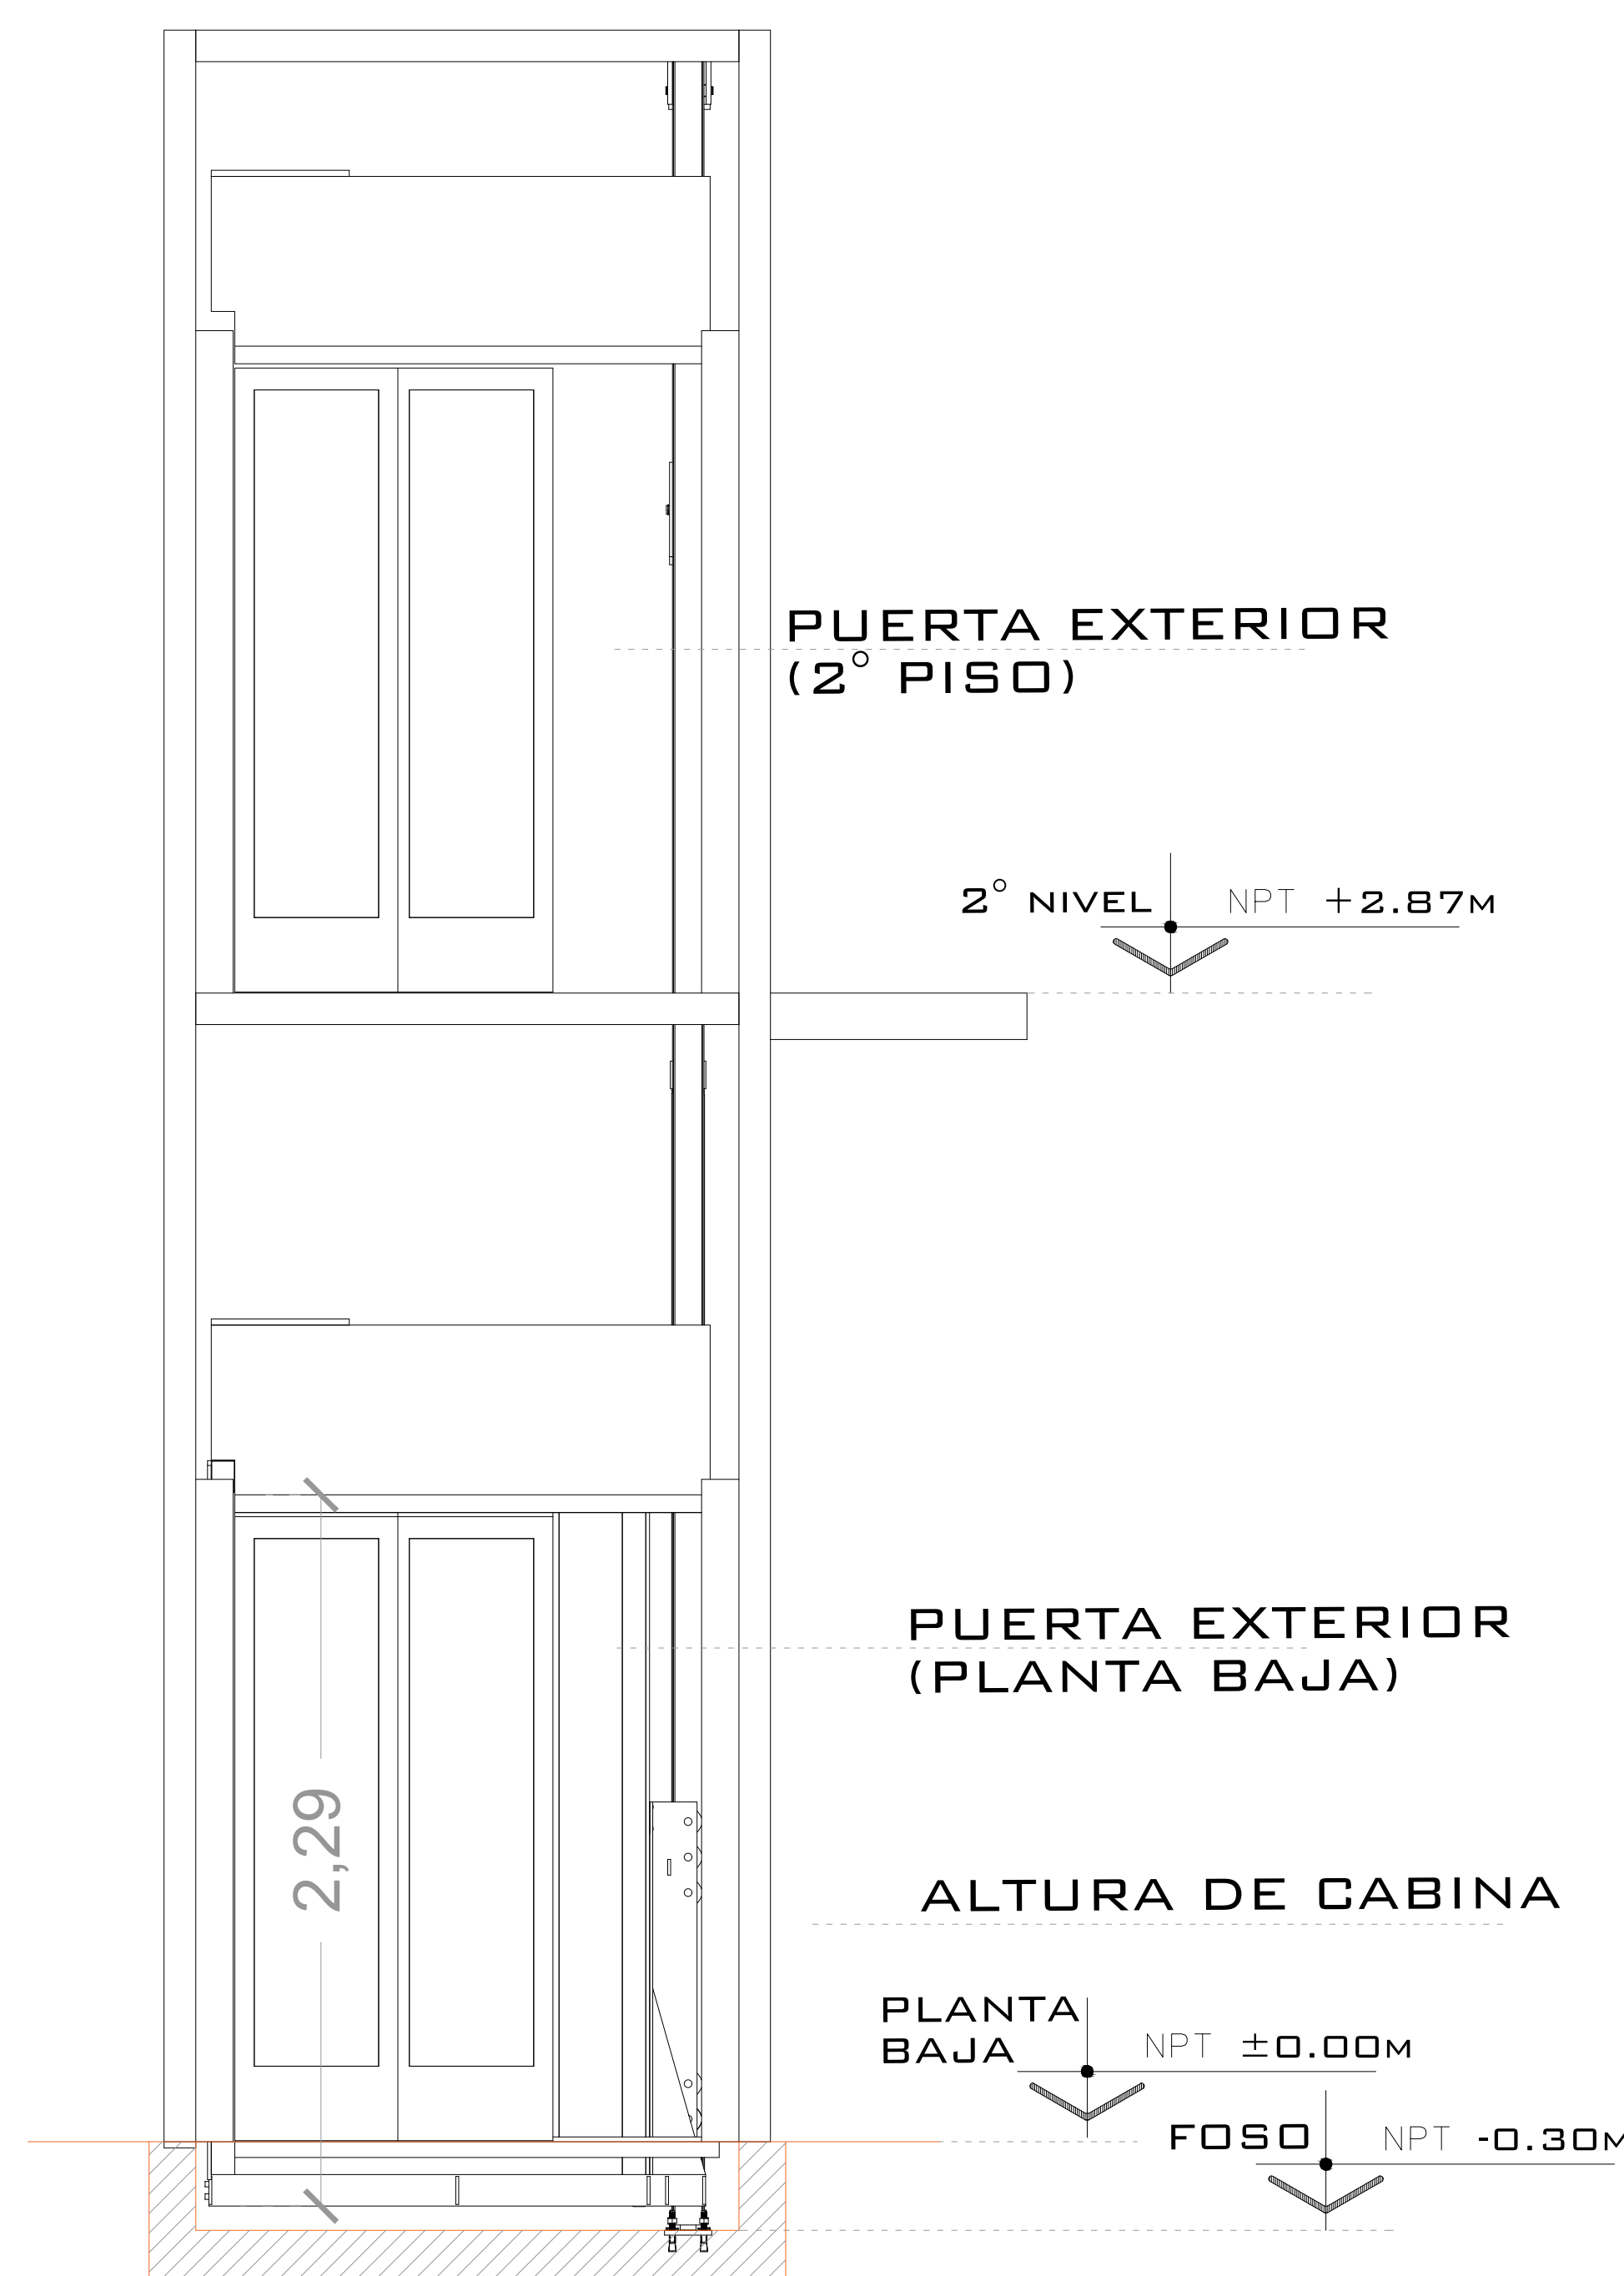 PUERTA EXTERIOR
(2° PISO)
2° NIVEL NPT +2.87M
PUERTA EXTERIOR
(PLANTA BAJA)
2,29
ALTURA DE CABINA
PLANTA
BAJA NPT ±0.00M
FOSO NPT -0.30M